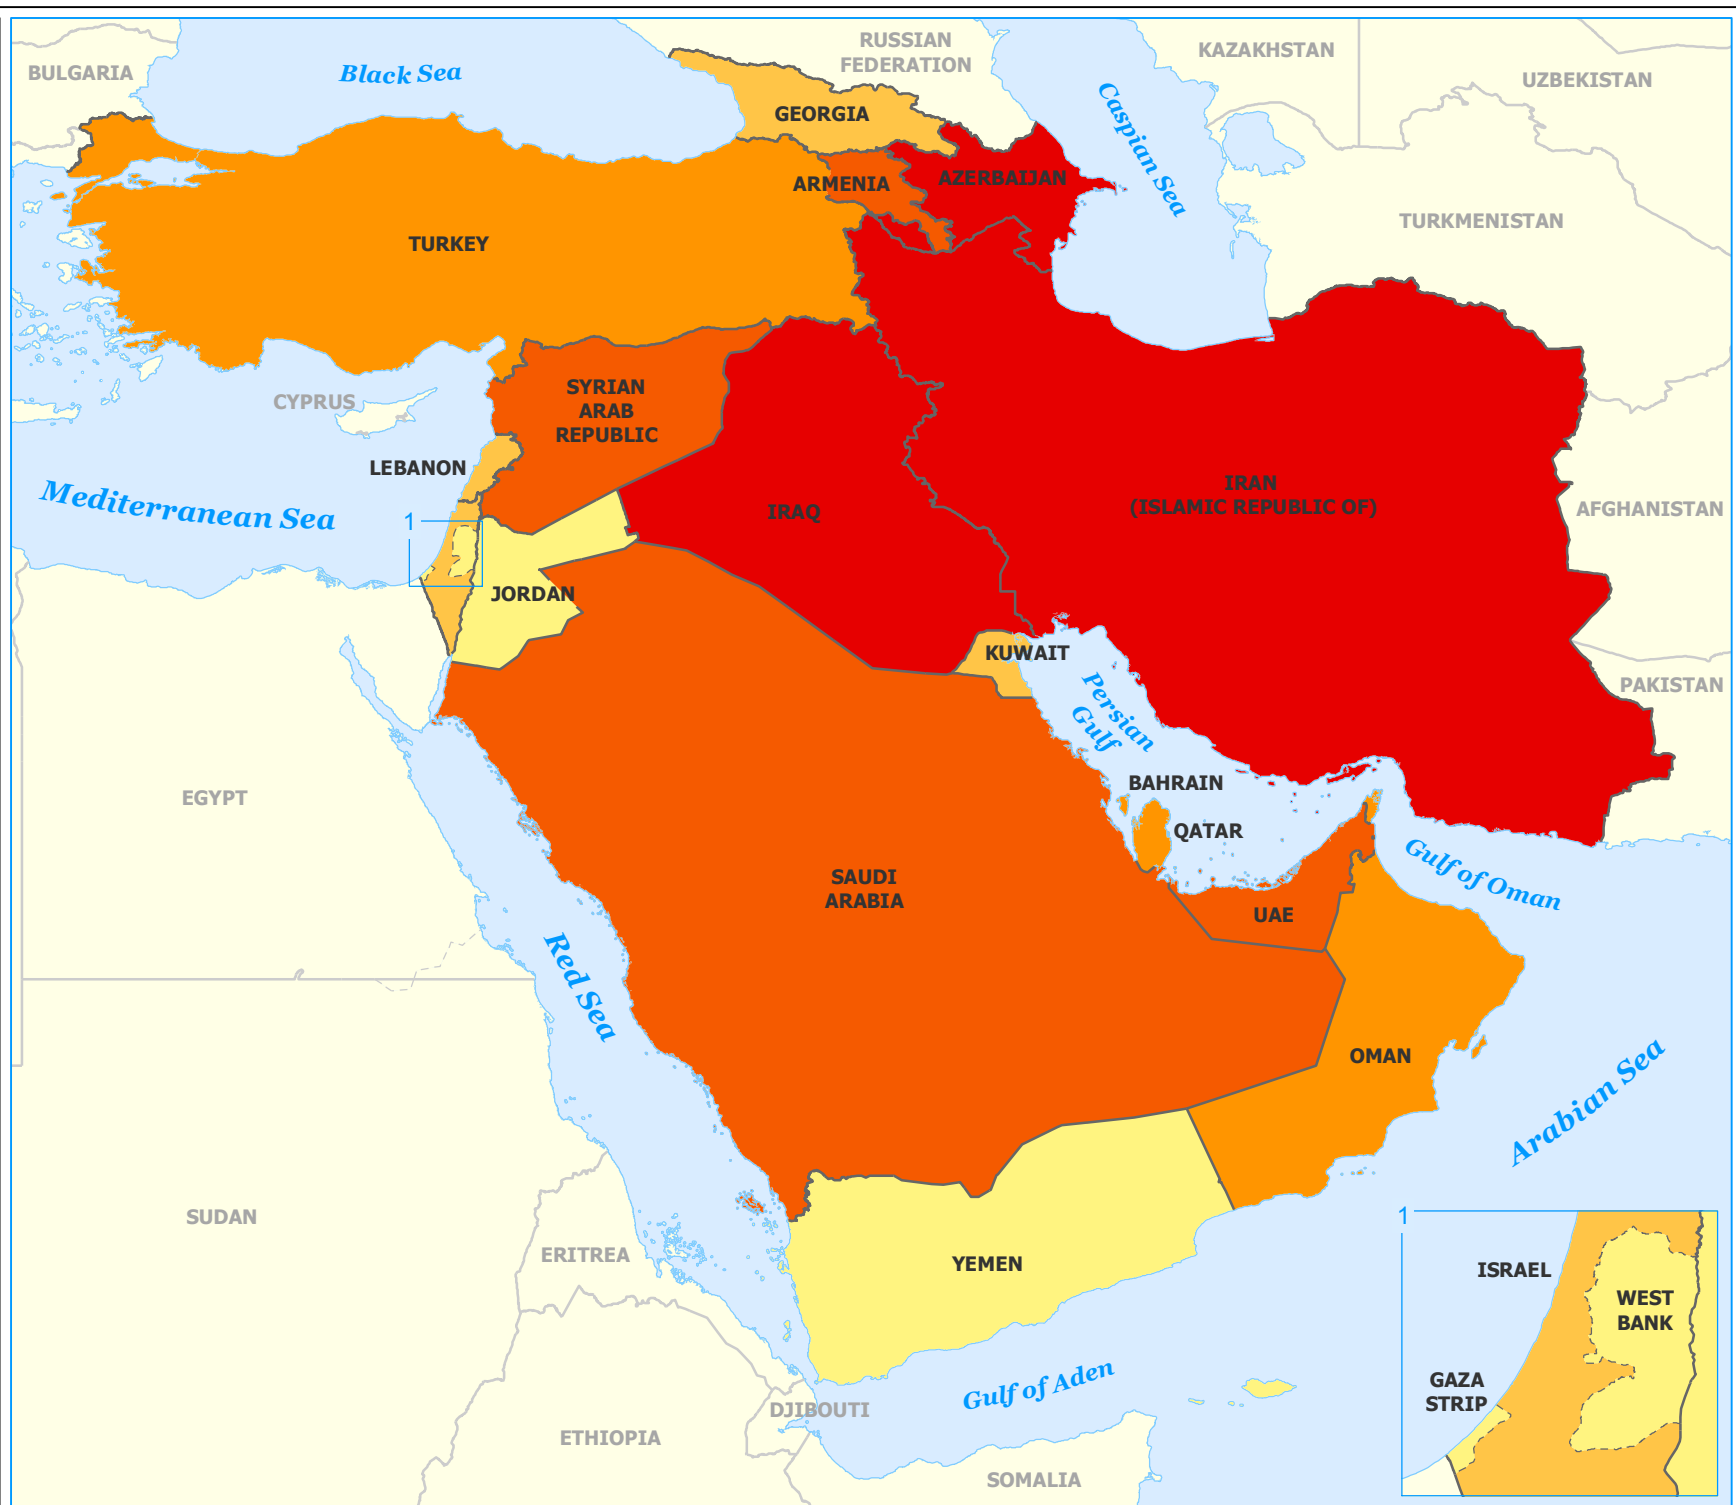 RUSSIAN
FEDERATION
KAZAKHSTAN
BULGARIA
Black Sea
UZBEKISTAN
GEORGIA
Caspian Sea
ARMENIA
AZERBAIJAN
TURKMENISTAN
TURKEY
SYRIAN
ARAB
REPUBLIC
CYPRUS
LEBANON
Mediterranean Sea
1
IRAQ
IRAN
(ISLAMIC REPUBLIC OF)
AFGHANISTAN
JORDAN
KUWAIT
PAKISTAN
Persian
Gulf
BAHRAIN
EGYPT
QATAR
Gulf of Oman
SAUDI
ARABIA
UAE
Red Sea
OMAN
Arabian Sea
SUDAN
ERITREA
YEMEN
1
ISRAEL
WEST
BANK
GAZA
STRIP
Gulf of Aden
DJIBOUTI
ETHIOPIA
SOMALIA